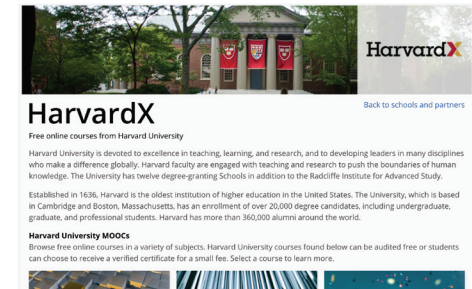 HarvardX
HarvardX
Back to schools and partners
Free online courses from Harvard University
Harvard University is devoted to excellence in teaching, learning, and research, and to developing leaders in many disciplines
who make a difference globally. Harvard faculty are engaged with teaching and research to push the boundaries of human
knowledge. The University has twelve degree-granting Schools in addition to the Radcliffe Institute for Advanced Study.
Established in 1636, Harvard is the oldest institution of higher education in the United States. The University, which is based
in Cambridge and Boston, Massachusetts, has an enrollment of over 20,000 degree candidates, including undergraduate,
graduate, and professional students. Harvard has more than 360,000 alumni around the world.
Harvard University MOOCs
Browse free online courses in a variety of subjects. Harvard University courses found below can be audited free or students
can choose to receive a verified certificate for a small fee. Select a course to learn more.